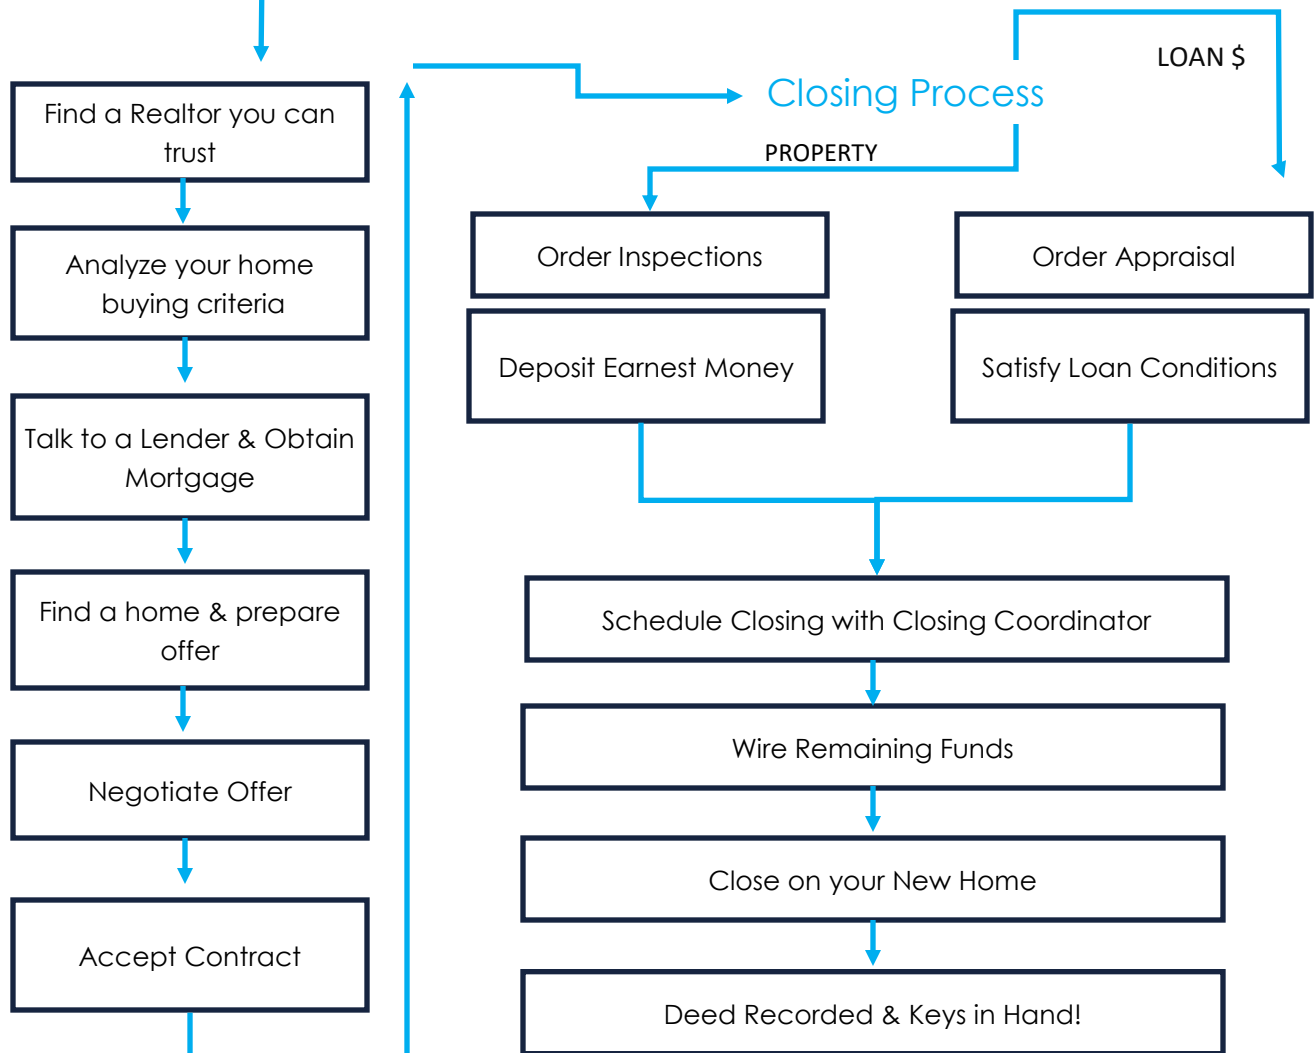 Find a Realtor you can
trust
Analyze your home
buying criteria
Talk to a Lender & Obtain
Mortgage
Find a home & prepare
offer
Negotiate Offer
Accept Contract
Closing Process
LOAN $
PROPERTY
Order Inspections
Order Appraisal
Deposit Earnest Money
Satisfy Loan Conditions
Schedule Closing with Closing Coordinator
Wire Remaining Funds
Close on your New Home
Deed Recorded & Keys in Hand!